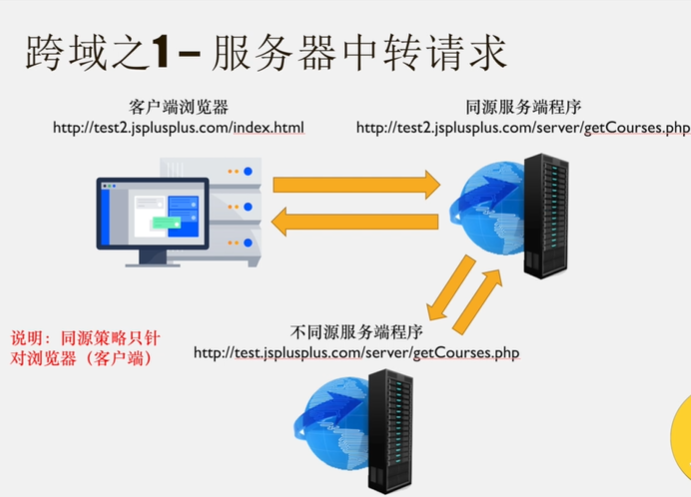 跨域之1 – 服务器中转请求
客户端浏览器
http://test2.jsplusplus.com/index.html
同源服务端程序
http://test2.jsplusplus.com/server/getCourses.php
说明：同源策略只针
对浏览器（客户端）
不同源服务端程序
http://test.jsplusplus.com/server/getCourses.php